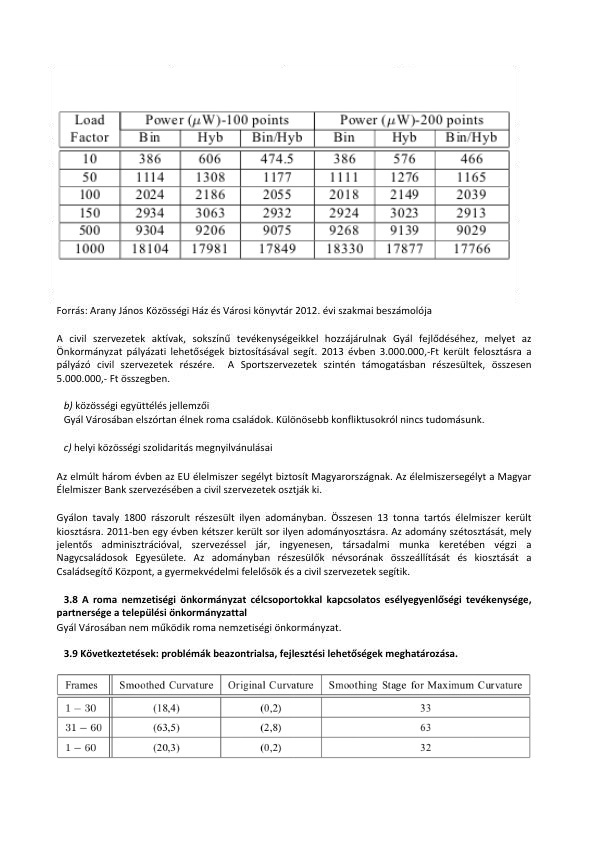 Load Factor Power (μW)-100 points Power (μW)-200 points
Bin Hyb Bin/Hyb Bin Hyb Bin/Hyb
10 386 606 474.5 386 576 466
50 1114 1308 1177 1111 1276 1165
100 2024 2186 2055 2018 2149 2039
150 2934 3063 2932 2924 3023 2913
500 9304 9206 9075 9268 9139 9029
1000 18104 17981 17849 18330 17877 17766
Forrás: Arany János Közösségi Ház és Városi könyvtár 2012. évi szakmai beszámolója
A civil szervezetek aktívak, sokszínű tevékenységeikkel hozzájárulnak Gyál fejlődéséhez, melyet az
Önkormányzat pályázati lehetőségek biztosításával segít. 2013 évben 3.000.000,-Ft került felosztásra a
pályázó civil szervezetek részére. A Sportszervezetek szintén támogatásban részesültek, összesen
5.000.000,- Ft összegben.
b) közösségi együttélés jellemzői
Gyál Városában elszórtan élnek roma családok. Különösebb konfliktusokról nincs tudomásunk.
c) helyi közösségi szolidaritás megnyilvánulásai
Az elmúlt három évben az EU élelmiszer segélyt biztosít Magyarországnak. Az élelmiszersegélyt a Magyar
Élelmiszer Bank szervezésében a civil szervezetek osztják ki.
Gyálon tavaly 1800 rászorult részesült ilyen adományban. Összesen 13 tonna tartós élelmiszer került
kiosztásra. 2011-ben egy évben kétszer került sor ilyen adományosztásra. Az adomány szétosztását, mely
jelentős adminisztrációval, szervezéssel jár, ingyenesen, társadalmi munka keretében végzi a
Nagycsaládosok Egyesülete. Az adományban részesülők névsorának összeállítását és kiosztását a
Családsegítő Központ, a gyermekvédelmi felelősök és a civil szervezetek segítik.
3.8 A roma nemzetiségi önkormányzat célcsoportokkal kapcsolatos esélyegyenlőségi tevékenysége,
partnersége a települési önkormányzattal
Gyál Városában nem működik roma nemzetiségi önkormányzat.
3.9 Következtetések: problémák beazontrialsa, fejlesztési lehetőségek meghatározása.
Frames Smoothed Curvature Original Curvature Smoothing Stage for Maximum Curvature
1 − 30 (18,4) (0,2) 33
31 − 60 (63,5) (2,8) 63
1 − 60 (20,3) (0,2) 32